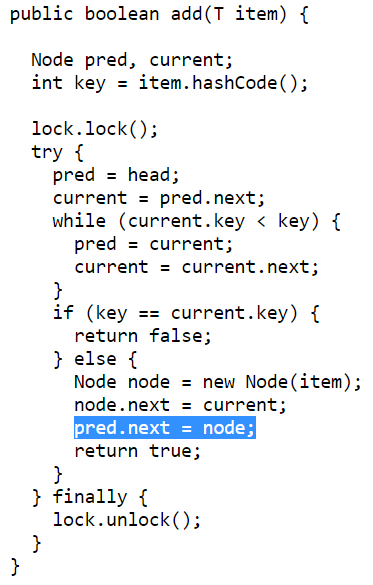 public boolean add(T item) {
Node pred, current;
int key = item.hashCode();
lock.lock();
try {
pred = head;
current = pred.next;
while (current.key < key) {
pred = current;
current = current.next;
}
if (key == current.key) {
return false;
} else {
Node node = new Node(item);
node.next = current;
pred.next = node;
return true;
}
} finally {
lock.unlock();
}
}